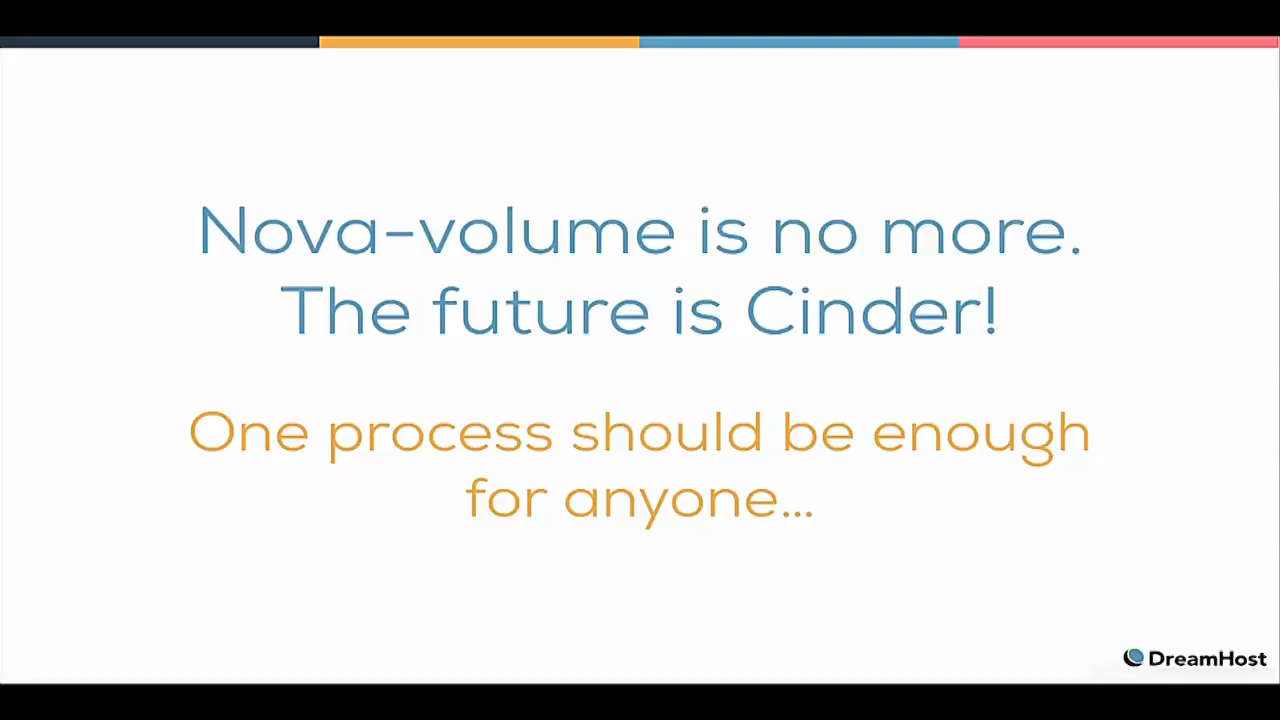 Nova-volume is no more.
The future is Cinder!
One process should be enough
for anyone...
DreamHost